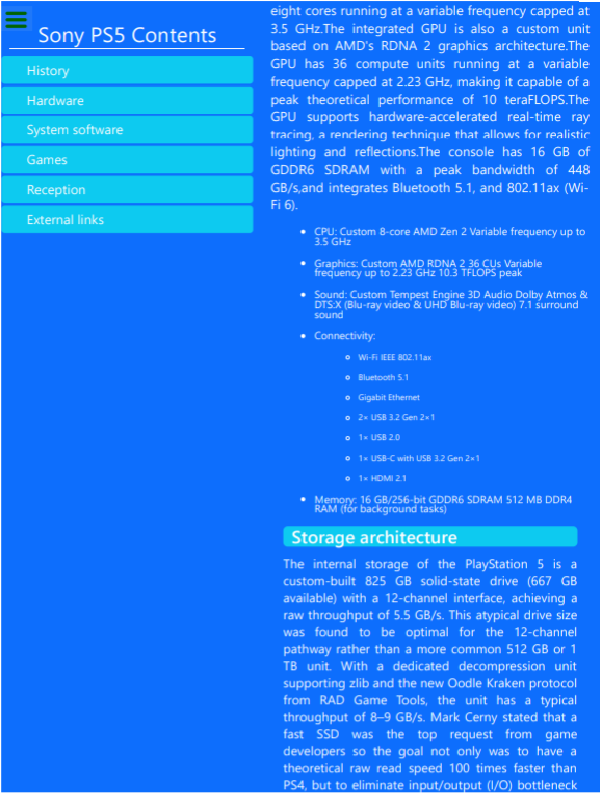 Sony PS5 Contents
History
Hardware
System software
Games
Reception
External links
eight cores running at a variable frequency capped at
3.5 GHz.The integrated GPU is also a custom unit
based on AMD's RDNA 2 graphics architecture.The
GPU has 36 compute units running at a variable
frequency capped at 2.23 GHz, making it capable of a
peak theoretical performance of 10 teraFLOPS.The
GPU supports hardware-accelerated real-time ray
tracing, a rendering technique that allows for realistic
lighting and reflections.The console has 16 GB of
GDDR6 SDRAM with a peak bandwidth of 448
GB/s,and integrates Bluetooth 5.1, and 802.11ax (Wi-
Fi 6).
• CPU: Custom 8-core AMD Zen 2 Variable frequency up to
3.5 GHz
• Graphics: Custom AMD RDNA 2 36 CUs Variable
frequency up to 2.23 GHz 10.3 TFLOPS peak
• Sound: Custom Tempest Engine 3D Audio Dolby Atmos &
DTS:X (Blu-ray video & UHD Blu-ray video) 7.1 surround
sound
• Connectivity:
∘ Wi-Fi IEEE 802.11ax
∘ Bluetooth 5.1
∘ Gigabit Ethernet
∘ 2× USB 3.2 Gen 2×1
∘ 1× USB 2.0
∘ 1× USB-C with USB 3.2 Gen 2×1
∘ 1× HDMI 2.1
• Memory: 16 GB/256-bit GDDR6 SDRAM 512 MB DDR4
RAM (for background tasks)
Storage architecture
The internal storage of the PlayStation 5 is a
custom-built 825 GB solid-state drive (667 GB
available) with a 12-channel interface, achieving a
raw throughput of 5.5 GB/s. This atypical drive size
was found to be optimal for the 12-channel
pathway rather than a more common 512 GB or 1
TB unit. With a dedicated decompression unit
supporting zlib and the new Oodle Kraken protocol
from RAD Game Tools, the unit has a typical
throughput of 8–9 GB/s. Mark Cerny stated that a
fast SSD was the top request from game
developers so the goal not only was to have a
theoretical raw read speed 100 times faster than
PS4, but to eliminate input/output (I/O) bottleneck